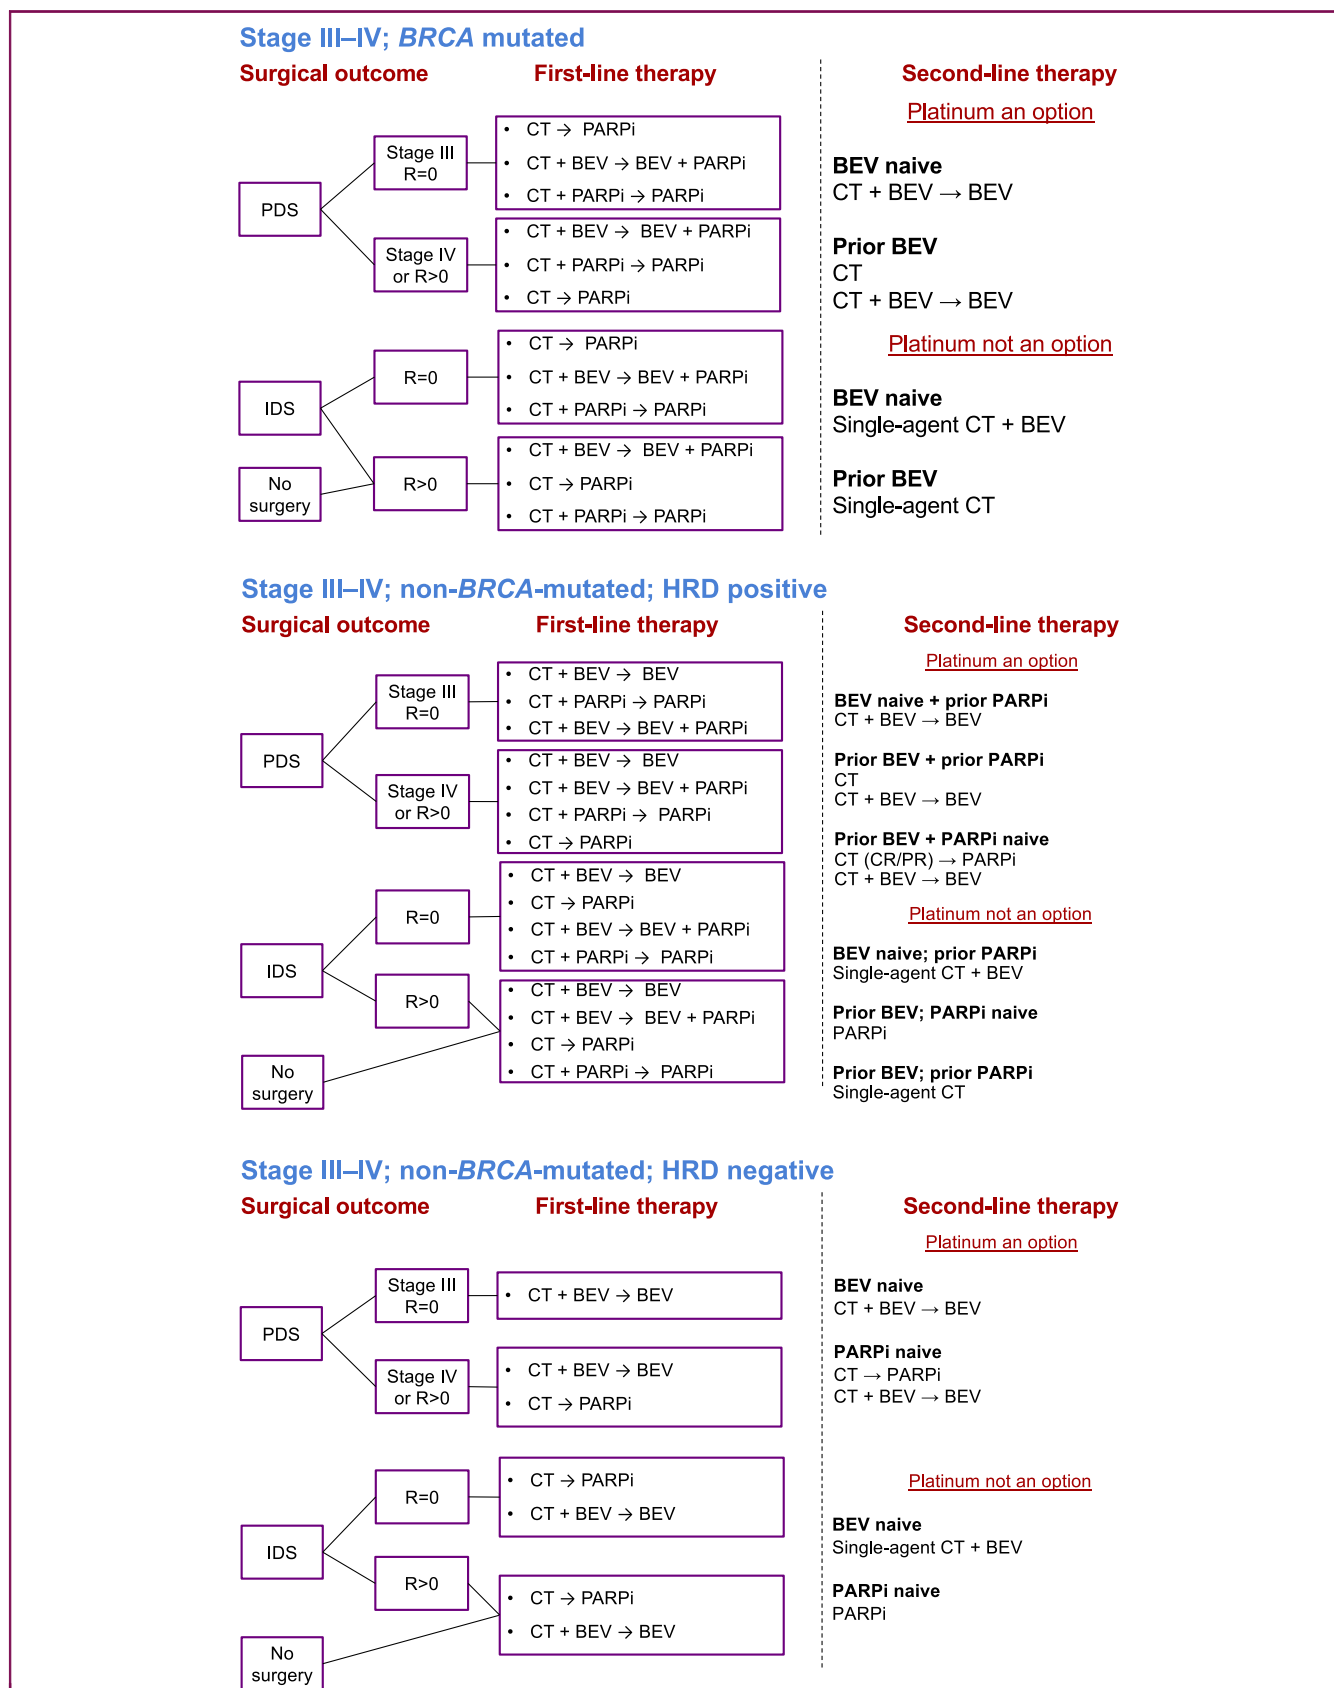 Stage III–IV; BRCA mutated
Surgical outcome
First-line therapy
Second-line therapy
PDS
Stage III
R=0
• CT → PARPi
• CT + BEV → BEV + PARPi
• CT + PARPi → PARPi
Stage IV
or R>0
• CT + BEV → BEV + PARPi
• CT + PARPi → PARPi
• CT → PARPi
IDS
R=0
• CT → PARPi
• CT + BEV → BEV + PARPi
• CT + PARPi → PARPi
No
surgery
R>0
• CT + BEV → BEV + PARPi
• CT → PARPi
• CT + PARPi → PARPi
Platinum an option
BEV naive
CT + BEV → BEV
Prior BEV
CT
CT + BEV → BEV
Platinum not an option
BEV naive
Single-agent CT + BEV
Prior BEV
Single-agent CT
Stage III–IV; non-BRCA-mutated; HRD positive
Surgical outcome
First-line therapy
Second-line therapy
PDS
Stage III
R=0
• CT + BEV → BEV
• CT + PARPi → PARPi
• CT + BEV → BEV + PARPi
Stage IV
or R>0
• CT + BEV → BEV
• CT + BEV → BEV + PARPi
• CT + PARPi → PARPi
• CT → PARPi
IDS
R=0
• CT + BEV → BEV
• CT → PARPi
• CT + BEV → BEV + PARPi
• CT + PARPi → PARPi
R>0
No
surgery
• CT + BEV → BEV
• CT + BEV → BEV + PARPi
• CT → PARPi
• CT + PARPi → PARPi
Platinum an option
BEV naive + prior PARPi
CT + BEV → BEV
Prior BEV + prior PARPi
CT
CT + BEV → BEV
Prior BEV + PARPi naive
CT (CR/PR) → PARPi
CT + BEV → BEV
Platinum not an option
BEV naive; prior PARPi
Single-agent CT + BEV
Prior BEV; PARPi naive
PARPi
Prior BEV; prior PARPi
Single-agent CT
Stage III–IV; non-BRCA-mutated; HRD negative
Surgical outcome
First-line therapy
Second-line therapy
PDS
Stage III
R=0
• CT + BEV → BEV
Stage IV
or R>0
• CT + BEV → BEV
• CT → PARPi
IDS
R=0
• CT → PARPi
• CT + BEV → BEV
R>0
No
surgery
• CT → PARPi
• CT + BEV → BEV
Platinum an option
BEV naive
CT + BEV → BEV
PARPi naive
CT → PARPi
CT + BEV → BEV
Platinum not an option
BEV naive
Single-agent CT + BEV
PARPi naive
PARPi